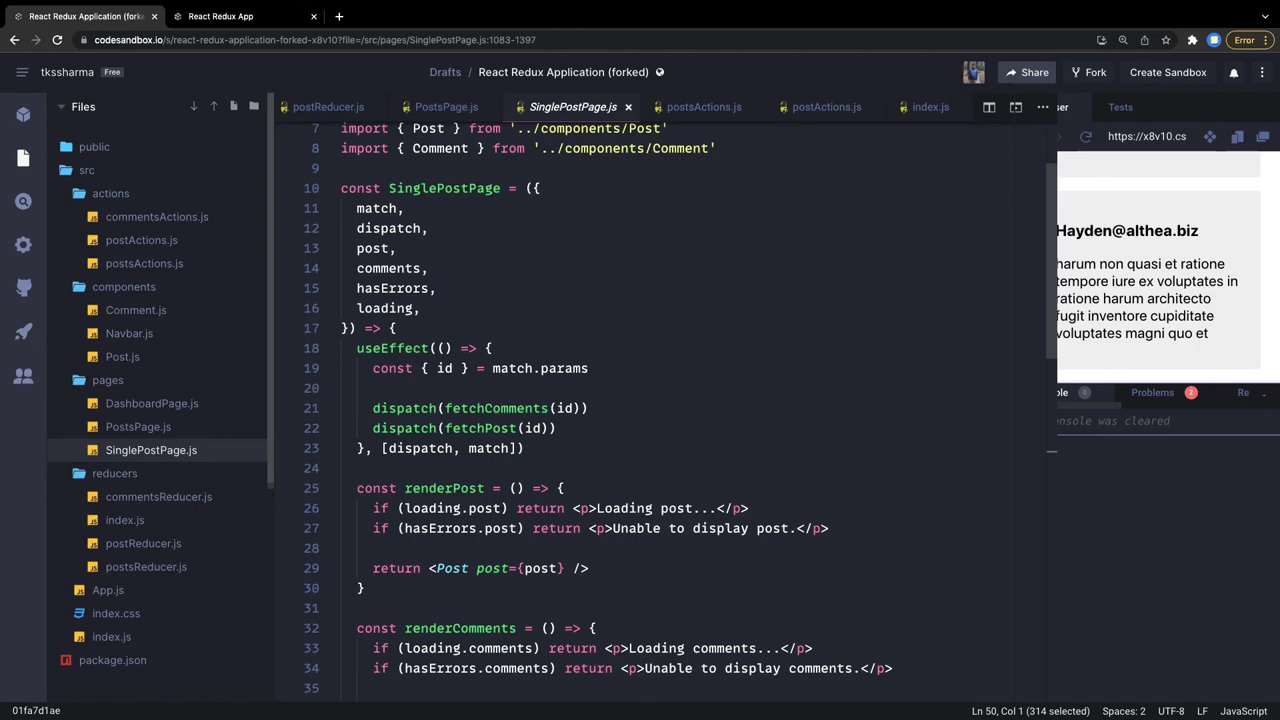 React Redux Application (forked
React Redux App
codesandbox.io/s/react-redux-application-forked-x8v10?file=/src/pages/SinglePostPage.js:1083-1397
Error
tkssharma
Free
Drafts / React Redux Application (forked)
Share
Fork
Create Sandbox
Files
postReducer.js
PostsPage.js
SinglePostPage.js
postsActions.js
postActions.js
index.js
ser
Tests
https://x8v10.cs
public
src
actions
commentsActions.js
postActions.js
postsActions.js
components
Comment.js
Navbar.js
Post.js
pages
DashboardPage.js
PostsPage.js
SinglePostPage.js
reducers
commentsReducer.js
index.js
postReducer.js
postsReducer.js
App.js
index.css
index.js
package.json
7 import { Post } from '../components/Post'
8 import { Comment } from '../components/Comment'
9
10 const SinglePostPage = ({
11 match,
12 dispatch,
13 post,
14 comments,
15 hasErrors,
16 loading,
17 }) => {
18 useEffect(() => {
19 const { id } = match.params
20
21 dispatch(fetchComments(id))
22 dispatch(fetchPost(id))
23 }, [dispatch, match])
24
25 const renderPost = () => {
26 if (loading.post) return <p>Loading post...</p>
27 if (hasErrors.post) return <p>Unable to display post.</p>
28
29 return <Post post={post} />
30 }
31
32 const renderComments = () => {
33 if (loading.comments) return <p>Loading comments...</p>
34 if (hasErrors.comments) return <p>Unable to display comments.</p>
35
Hayden@althea.biz
harum non quasi et ratione
tempore iure ex voluptates in
ratione harum architecto
fugit inventore cupiditate
voluptates magni quo et
ole
0
Problems
2
Re
onsole was cleared
01fa7d1ae
Ln 50, Col 1 (314 selected)
Spaces: 2
UTF-8
LF
JavaScript